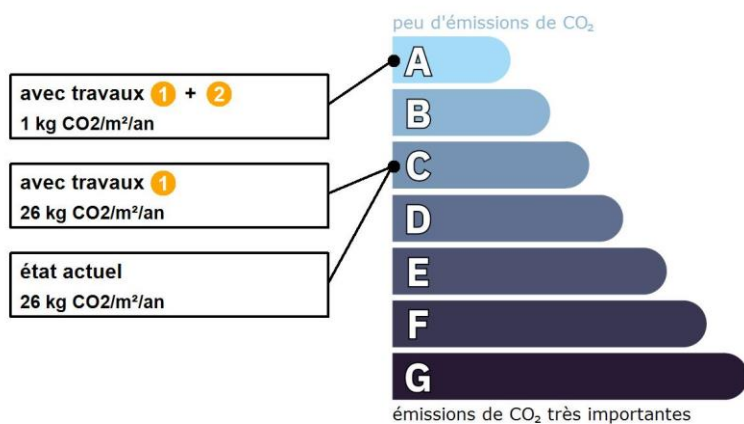 peu d'émissions de CO₂
A
avec travaux 1 + 2
1 kg CO2/m²/an
B
C
avec travaux 1
26 kg CO2/m²/an
D
E
état actuel
26 kg CO2/m²/an
F
G
émissions de CO₂ très importantes